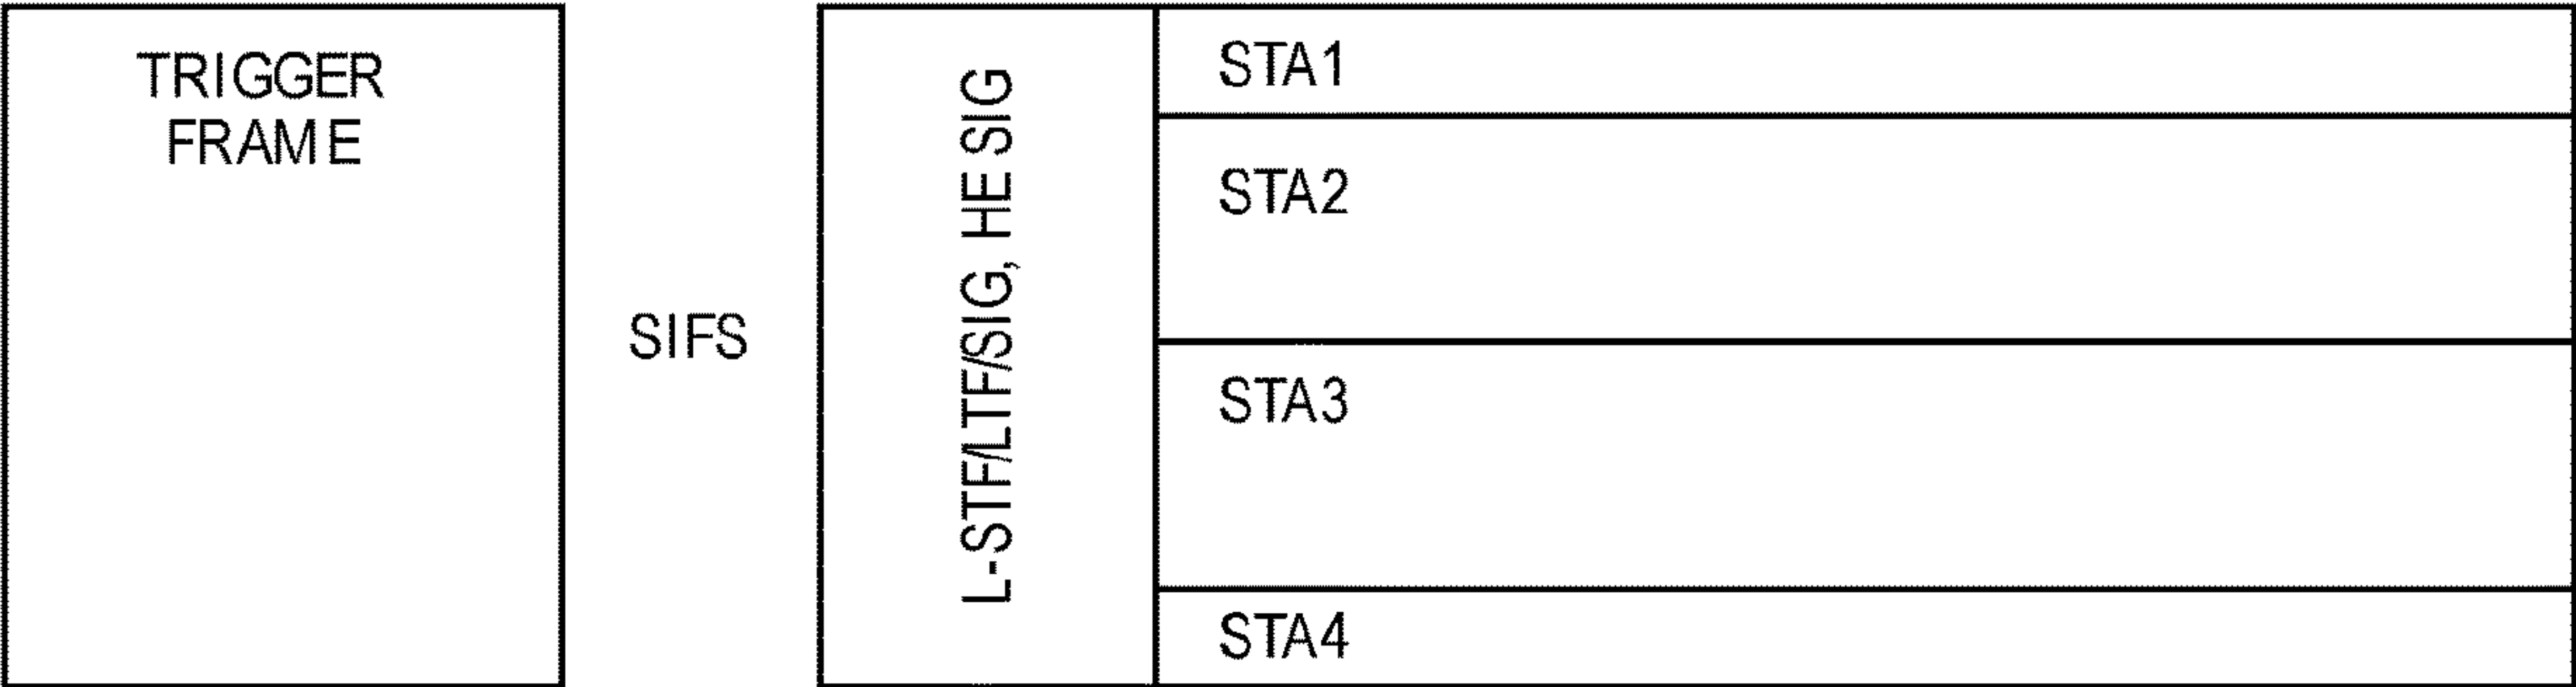 TRIGGER
FRAME
SIFS
L-STF/LTF/SIG, HE SIG
STA1
STA2
STA3
STA4